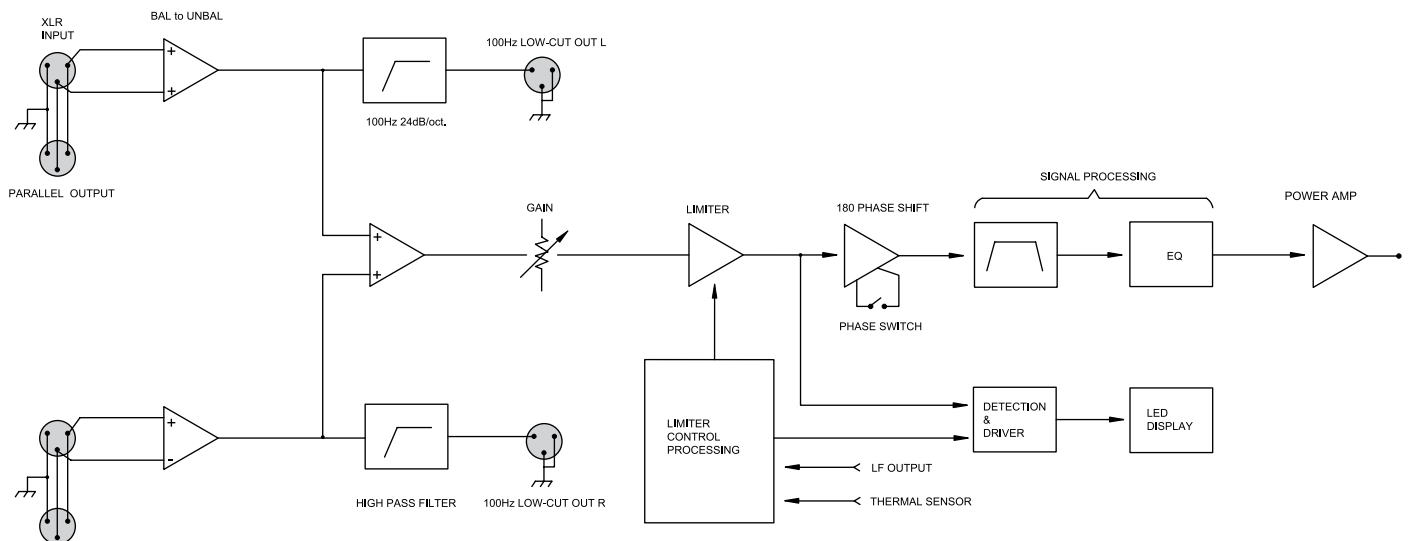 XLR
INPUT
BAL to UNBAL
+
+
100Hz LOW-CUT OUT L
100Hz 24dB/oct.
PARALLEL OUTPUT
+
+
GAIN
LIMITER
180 PHASE SHIFT
PHASE SWITCH
SIGNAL PROCESSING
EQ
POWER AMP
+
-
HIGH PASS FILTER
100Hz LOW-CUT OUT R
LIMITER
CONTROL
PROCESSING
DETECTION
&
DRIVER
LED
DISPLAY
LF OUTPUT
THERMAL SENSOR